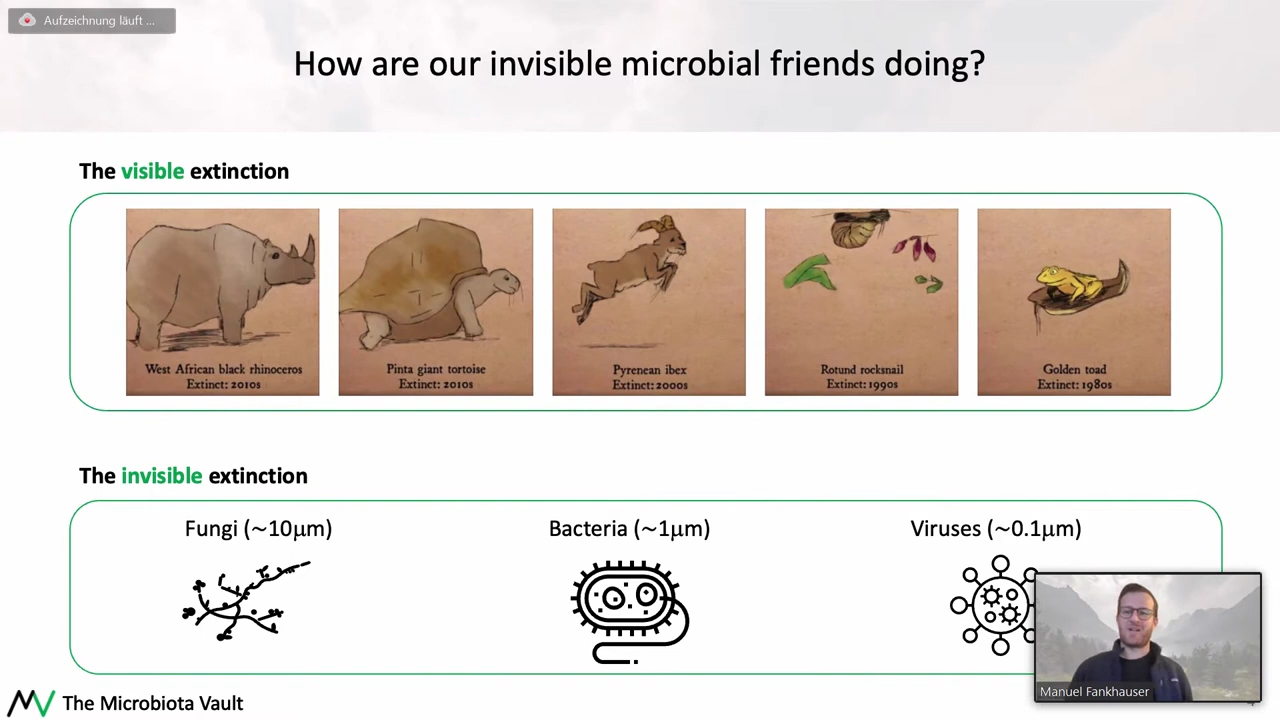 Aufzeichnung läuft ...
How are our invisible microbial friends doing?
The visible extinction
West African black rhinoceros
Extinct: 2010s
Pinta giant tortoise
Extinct: 2010s
Pyrenean ibex
Extinct: 2000s
Rotund rocksnail
Extinct: 1990s
Golden toad
Extinct: 1980s
The invisible extinction
Fungi (~10μm)
Bacteria (~1μm)
Viruses (~0.1μm)
Manuel Fankhauser
The Microbiota Vault